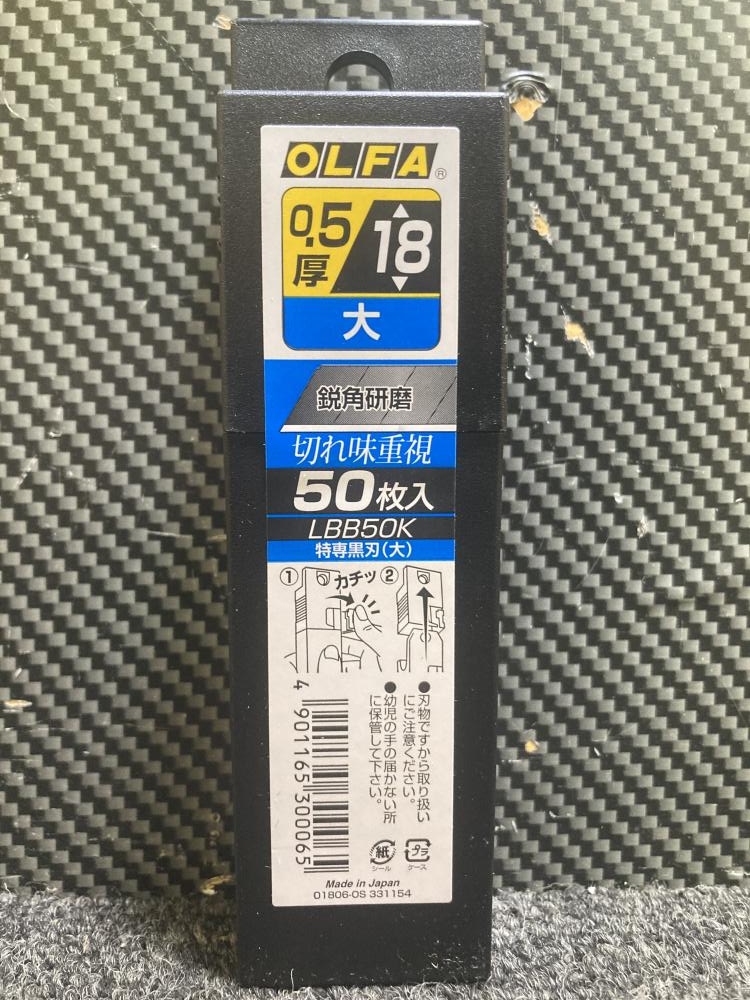 OLFA®
0.5
厚
18
大
鋭角研磨
切れ味重視
50枚入
LBB50K
特専黒刃(大)
① カチッ ②
●刃物ですから取り扱い
にご注意ください。
●幼児の手の届かない所
に保管して下さい。
4 901165 300065
紙
シール
プラ
ケース
Made in Japan
01806-0S 331154